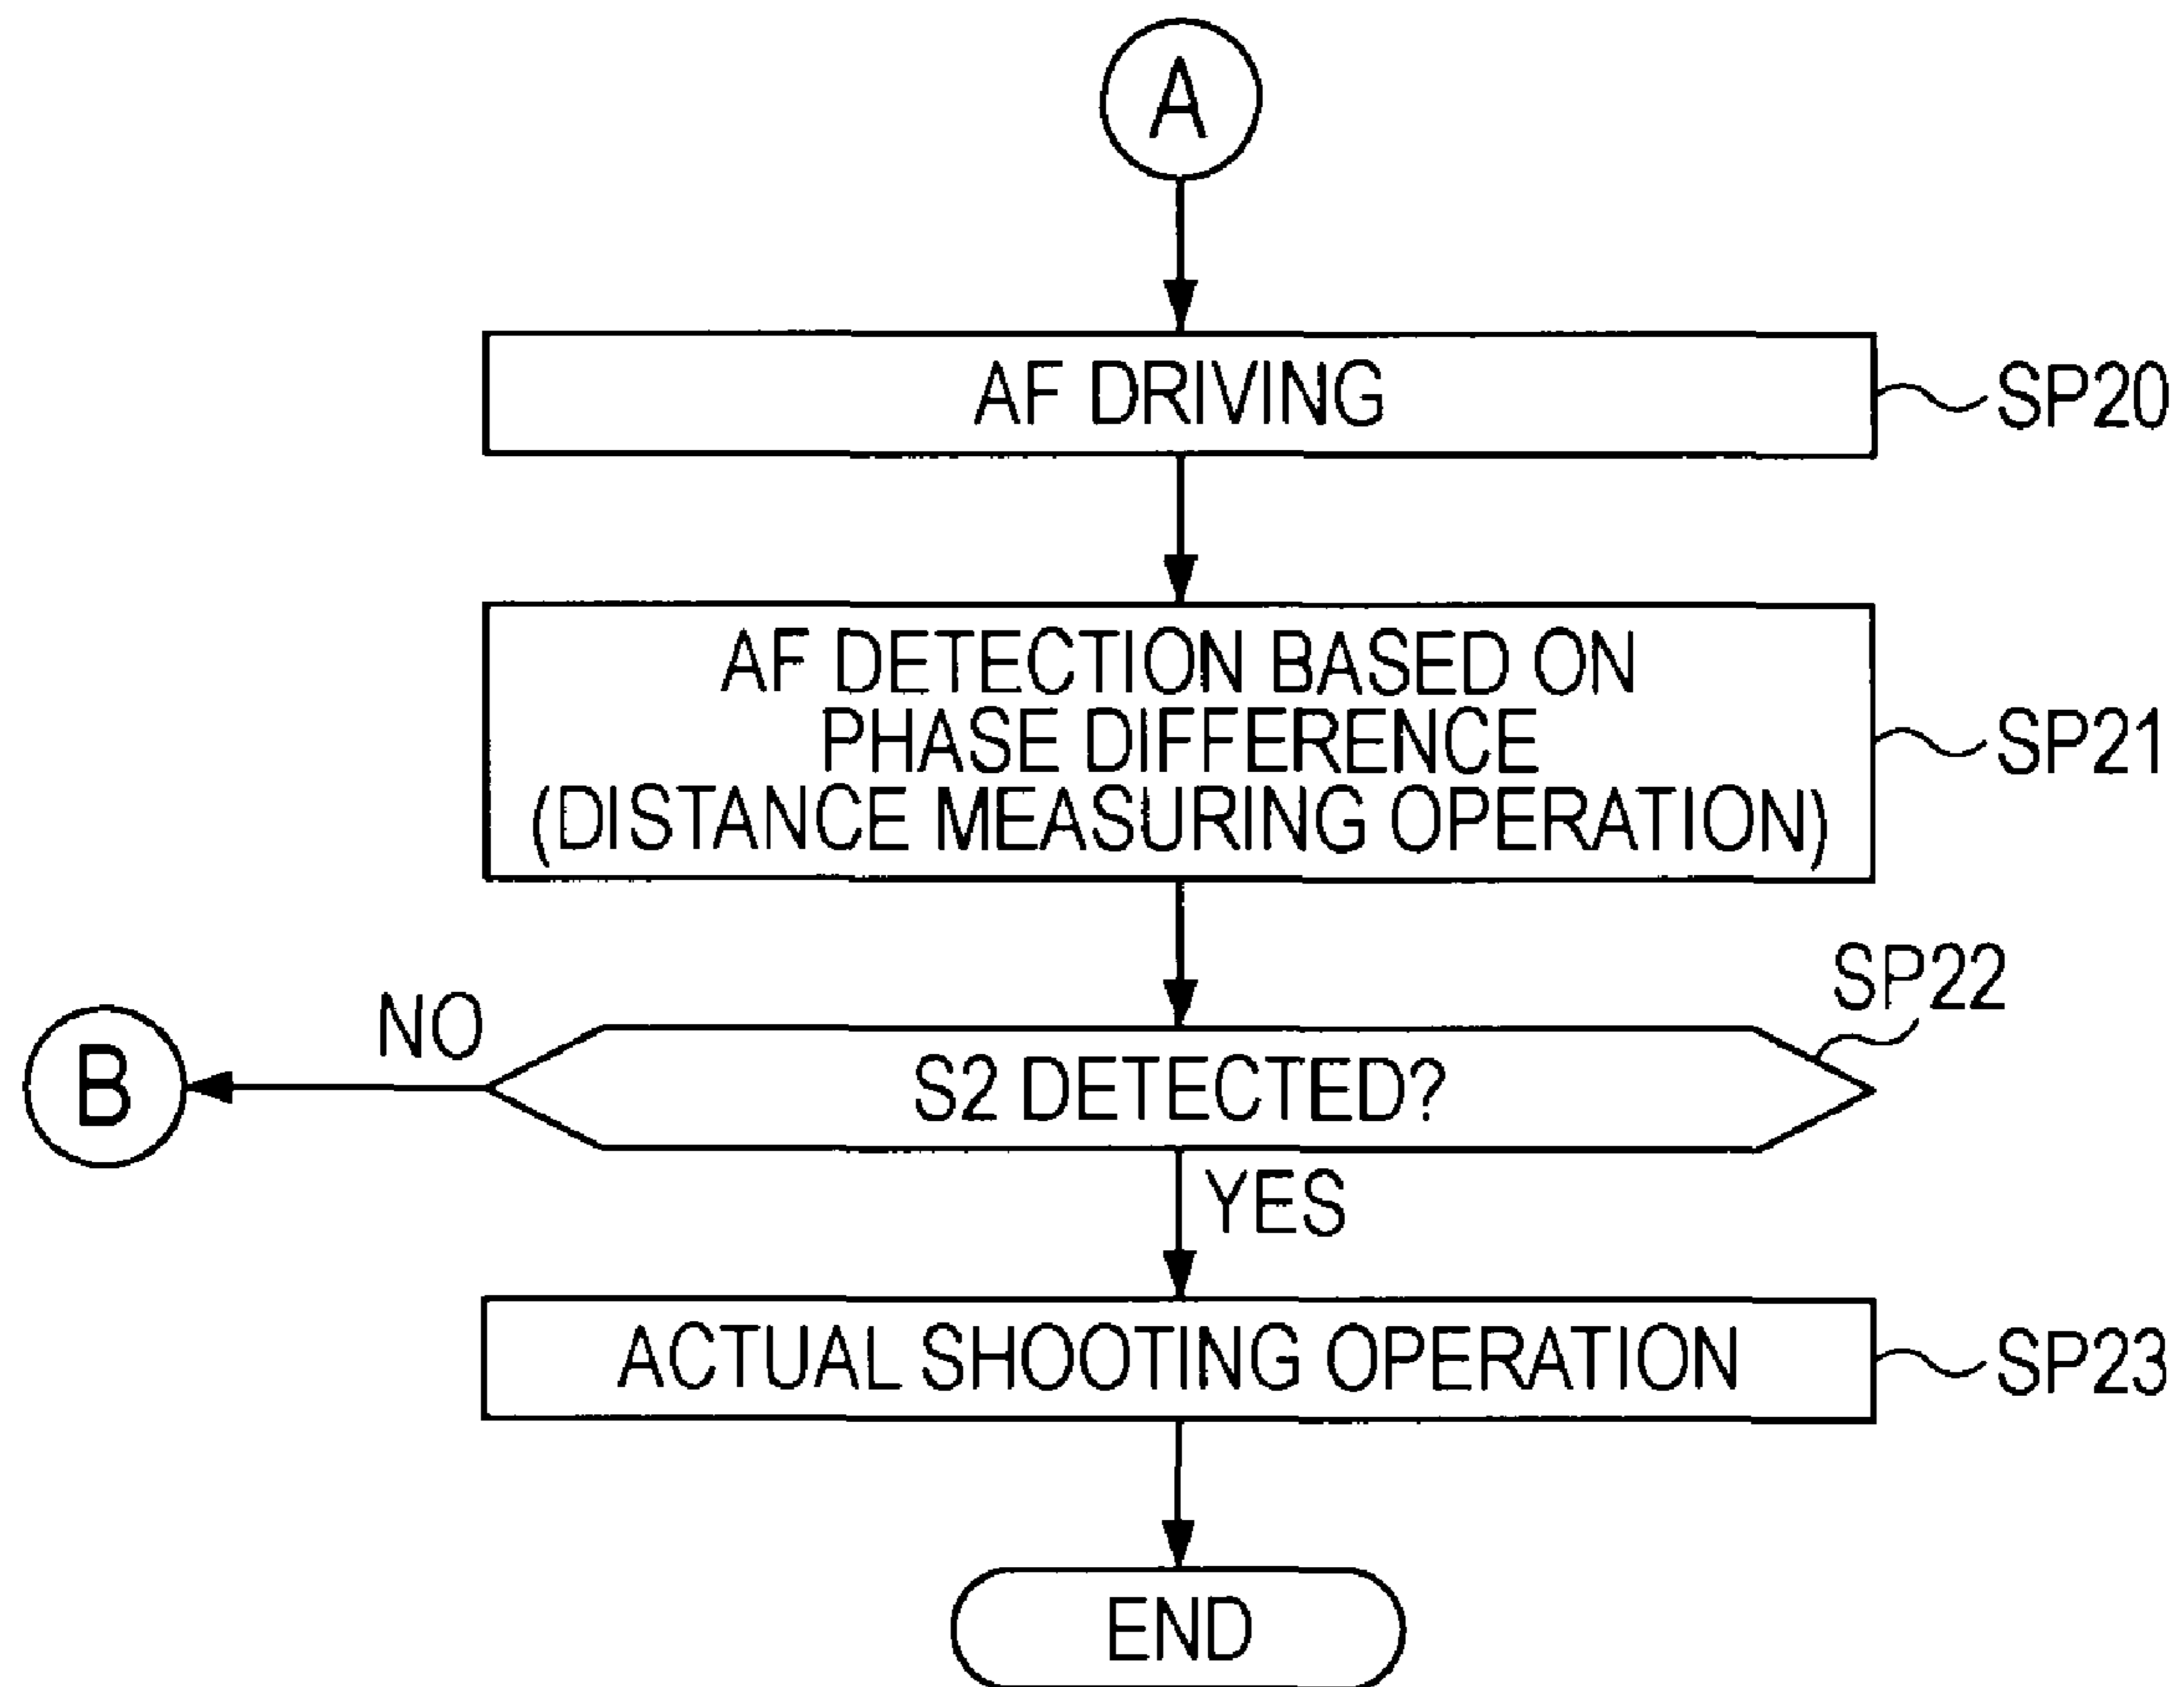 A
AF DRIVING
SP20
AF DETECTION BASED ON
PHASE DIFFERENCE
(DISTANCE MEASURING OPERATION)
SP21
SP22
NO
B
S2 DETECTED?
YES
ACTUAL SHOOTING OPERATION
SP23
END